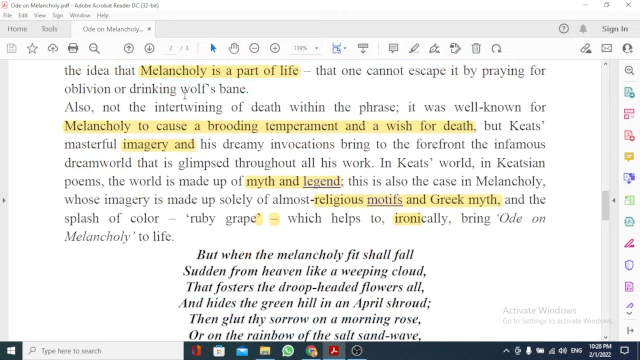 Ode on Melancholy.pdf - Adobe Acrobat Reader DC (32-bit)
File Edit View Sign Window Help
Home Tools Ode on Melancholy... ×
Sign In
2 / 3
139%
the idea that Melancholy is a part of life – that one cannot escape it by praying for
oblivion or drinking wolf's bane.
Also, not the intertwining of death within the phrase; it was well-known for
Melancholy to cause a brooding temperament and a wish for death, but Keats'
masterful imagery and his dreamy invocations bring to the forefront the infamous
dreamworld that is glimpsed throughout all his work. In Keats' world, in Keatsian
poems, the world is made up of myth and legend; this is also the case in Melancholy,
whose imagery is made up solely of almost-religious motifs and Greek myth, and the
splash of color – 'ruby grape' – which helps to, ironically, bring 'Ode on
Melancholy' to life.
But when the melancholy fit shall fall
Sudden from heaven like a weeping cloud,
That fosters the droop-headed flowers all,
And hides the green hill in an April shroud;
Then glut thy sorrow on a morning rose,
Or on the rainbow of the salt sand-wave,
Activate Windows
Go to Settings to activate Windows.
ENG
10:28 PM
2/1/2022